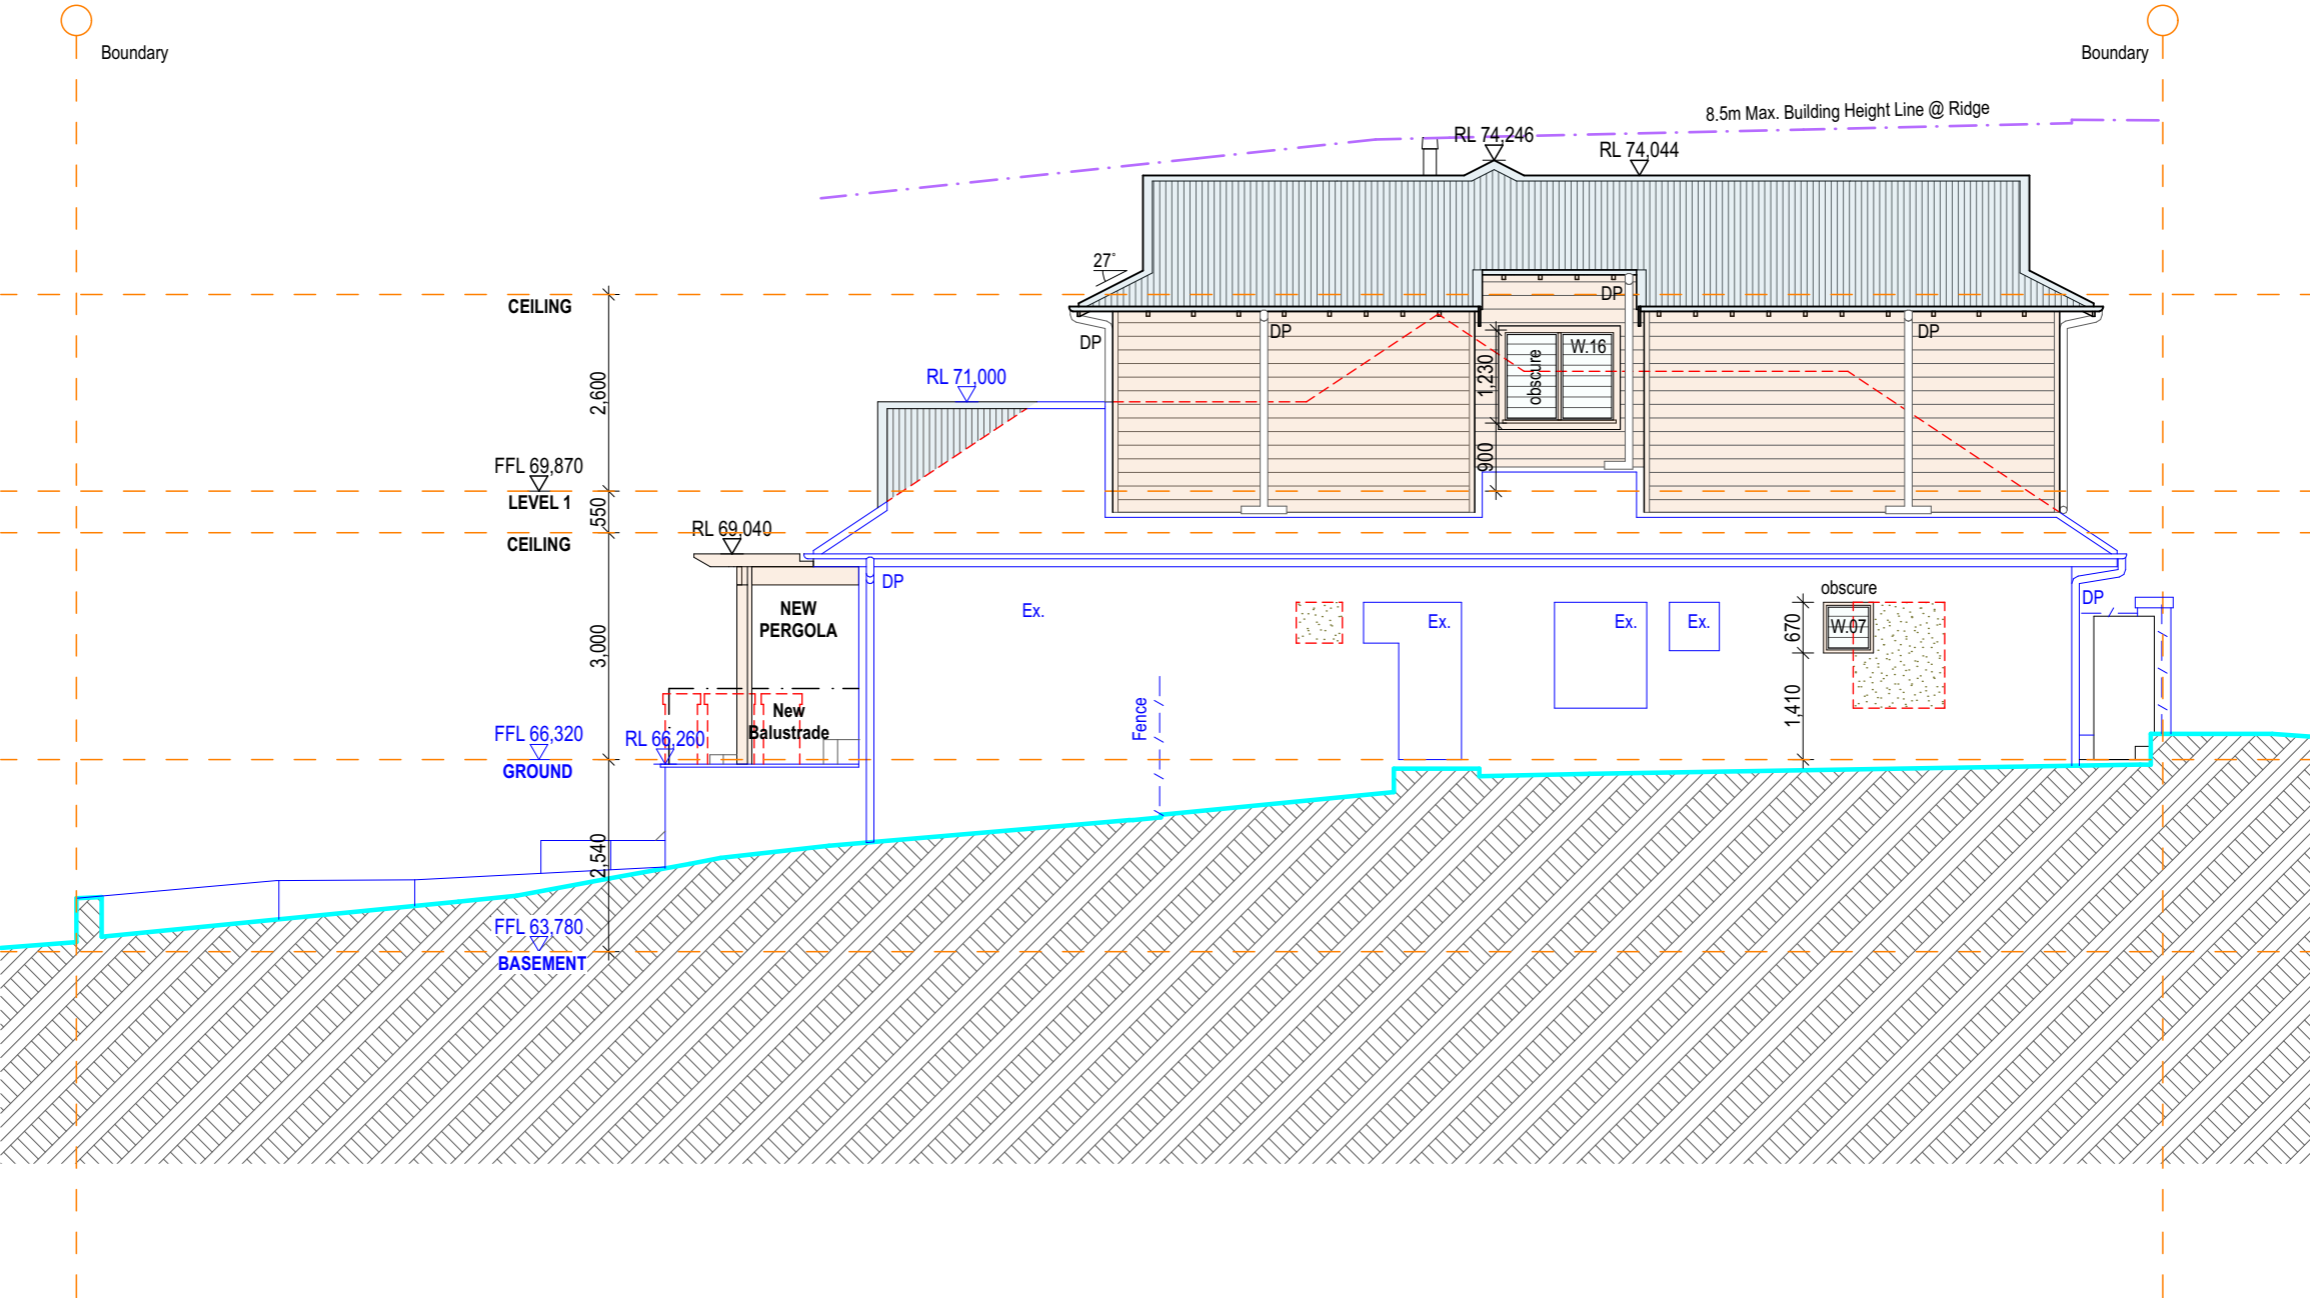 Boundary
Boundary
8.5m Max. Building Height Line @ Ridge
RL 74,246
RL 74,044
27°
CEILING
DP
DP
DP
DP
W.16
obscure
1,230
RL 71,000
2,600
900
FFL 69,870
LEVEL 1
550
RL 69,040
CEILING
DP
obscure
NEW
PERGOLA
Ex.
Ex.
Ex.
Ex.
670
W.07
DP
3,000
New
Balustrade
Fence
1,410
FFL 66,320
RL 66,260
GROUND
2,540
FFL 63,780
BASEMENT